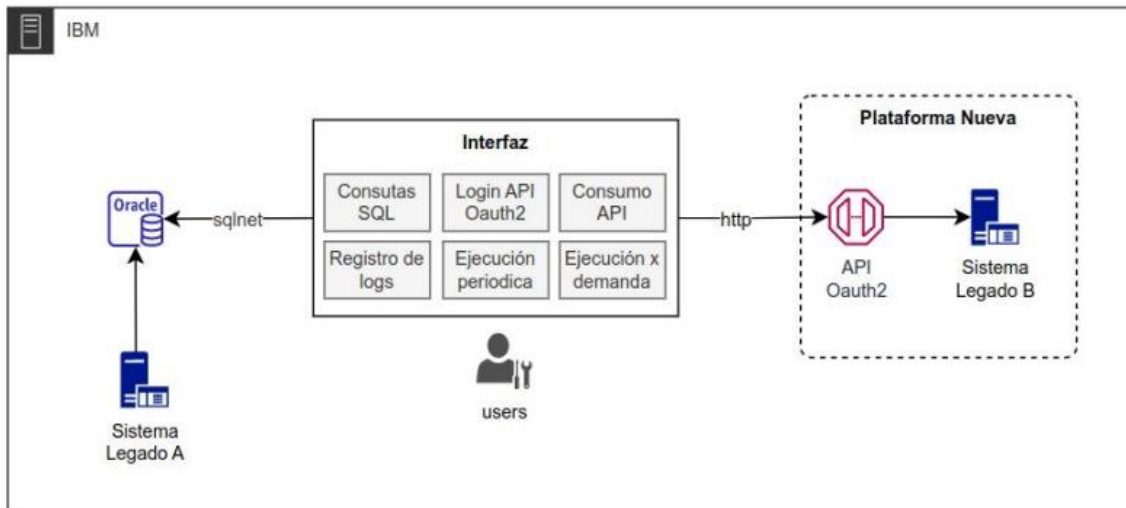 IBM
Plataforma Nueva
Interfaz
Consutas
SQL
Login API
Oauth2
Consumo
API
Registro de
logs
Ejecución
periodica
Ejecución x
demanda
Oracle
sqlnet
http
API
Oauth2
Sistema
Legado B
Sistema
Legado A
users